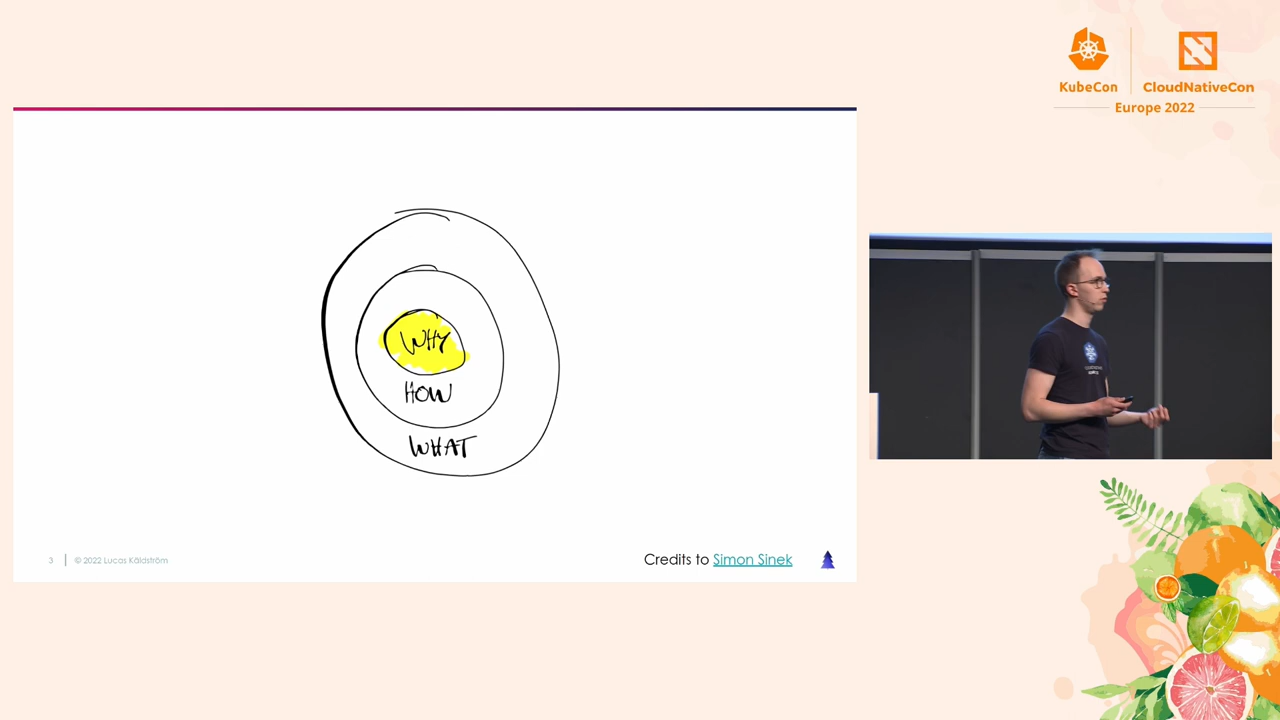 KubeCon
CloudNativeCon
Europe 2022
WHY
HOW
WHAT
3
© 2022 Lucas Käldström
Credits to Simon Sinek